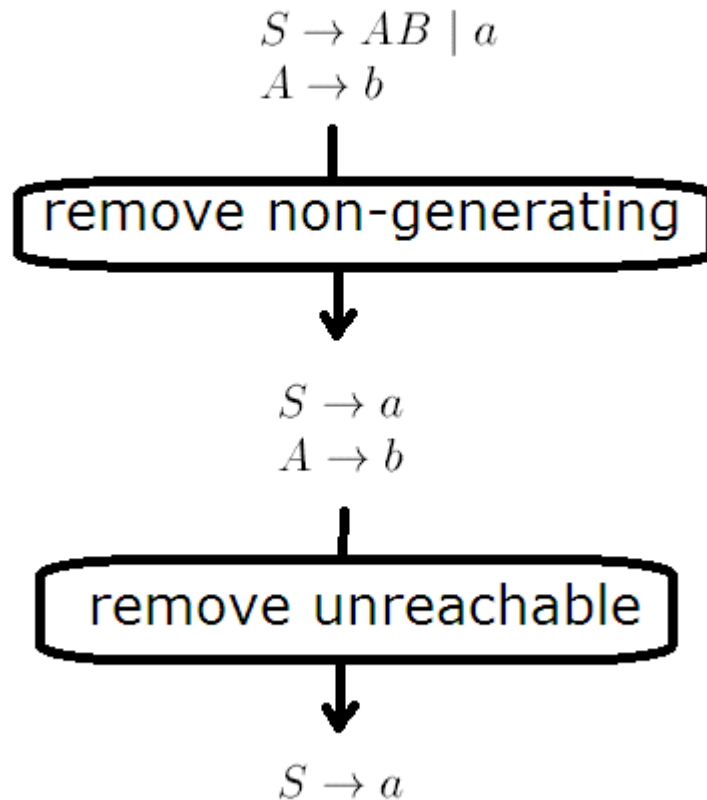 S → AB | a
A → b
remove non-generating
S → a
A → b
remove unreachable
S → a